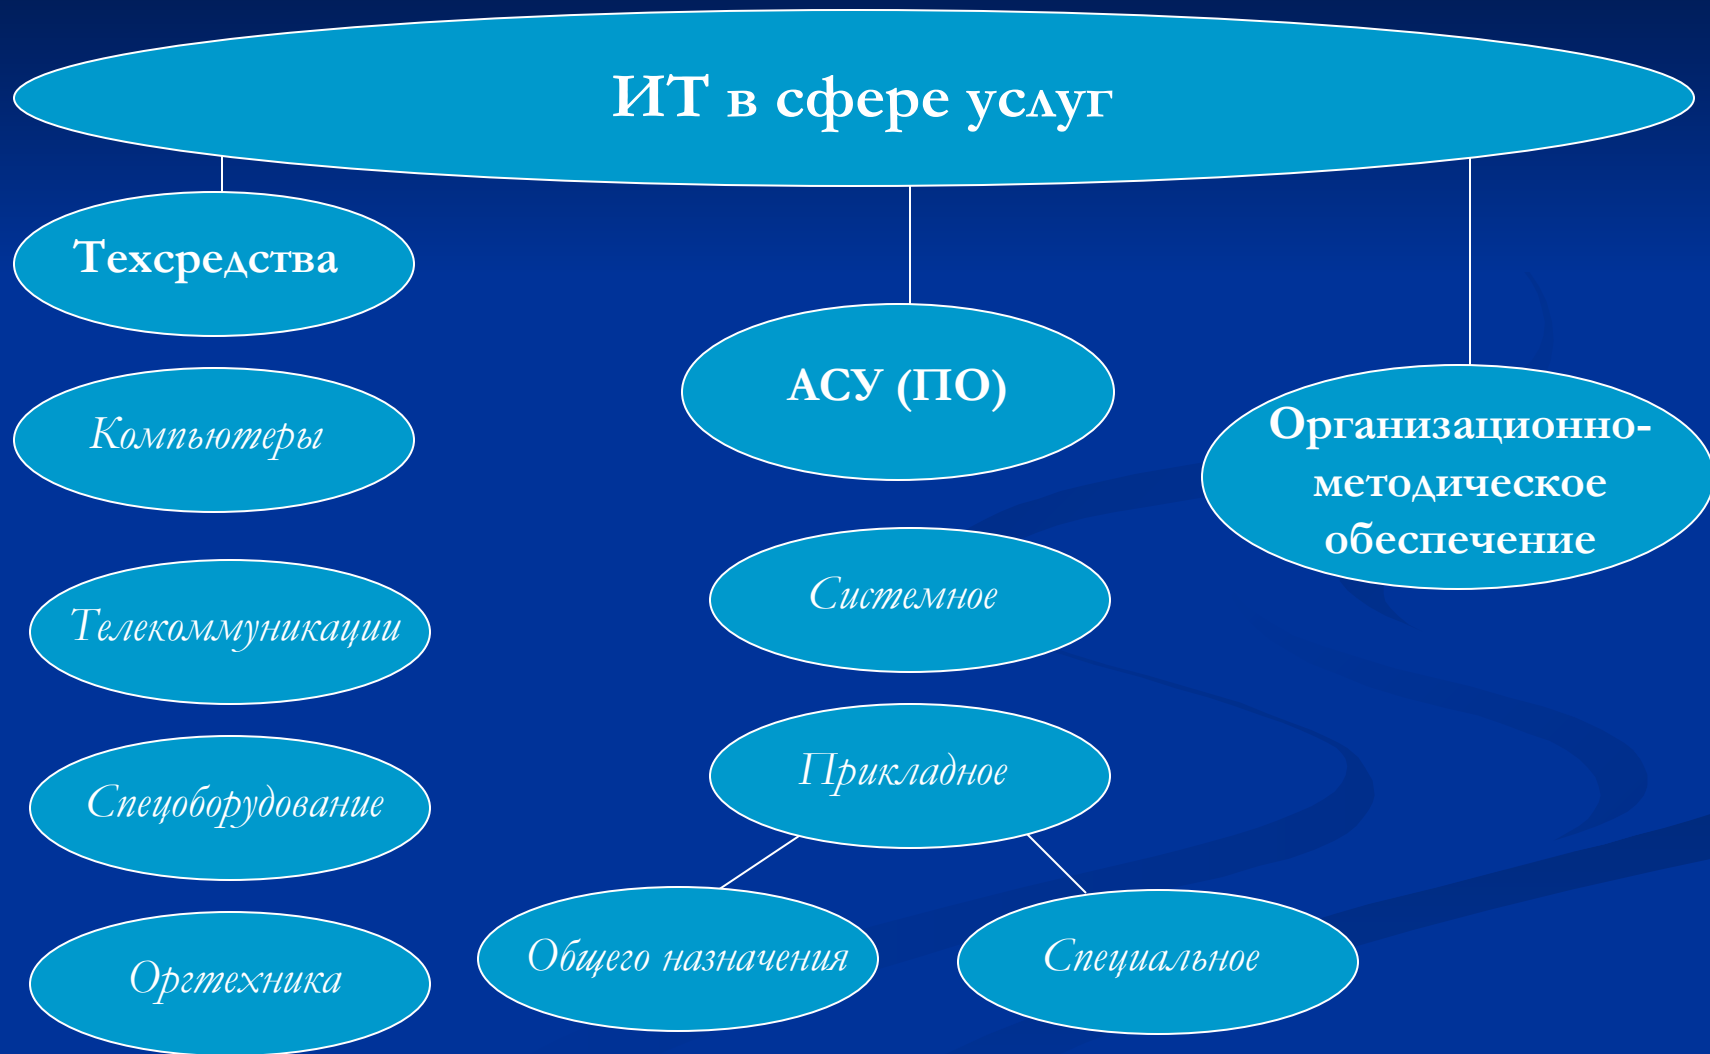 ИТ в сфере услуг
Техсредства
Компьютеры
Телекоммуникации
Спецоборудование
Оргтехника
АСУ (ПО)
Системное
Прикладное
Общего назначения
Специальное
Организационно-
методическое
обеспечение